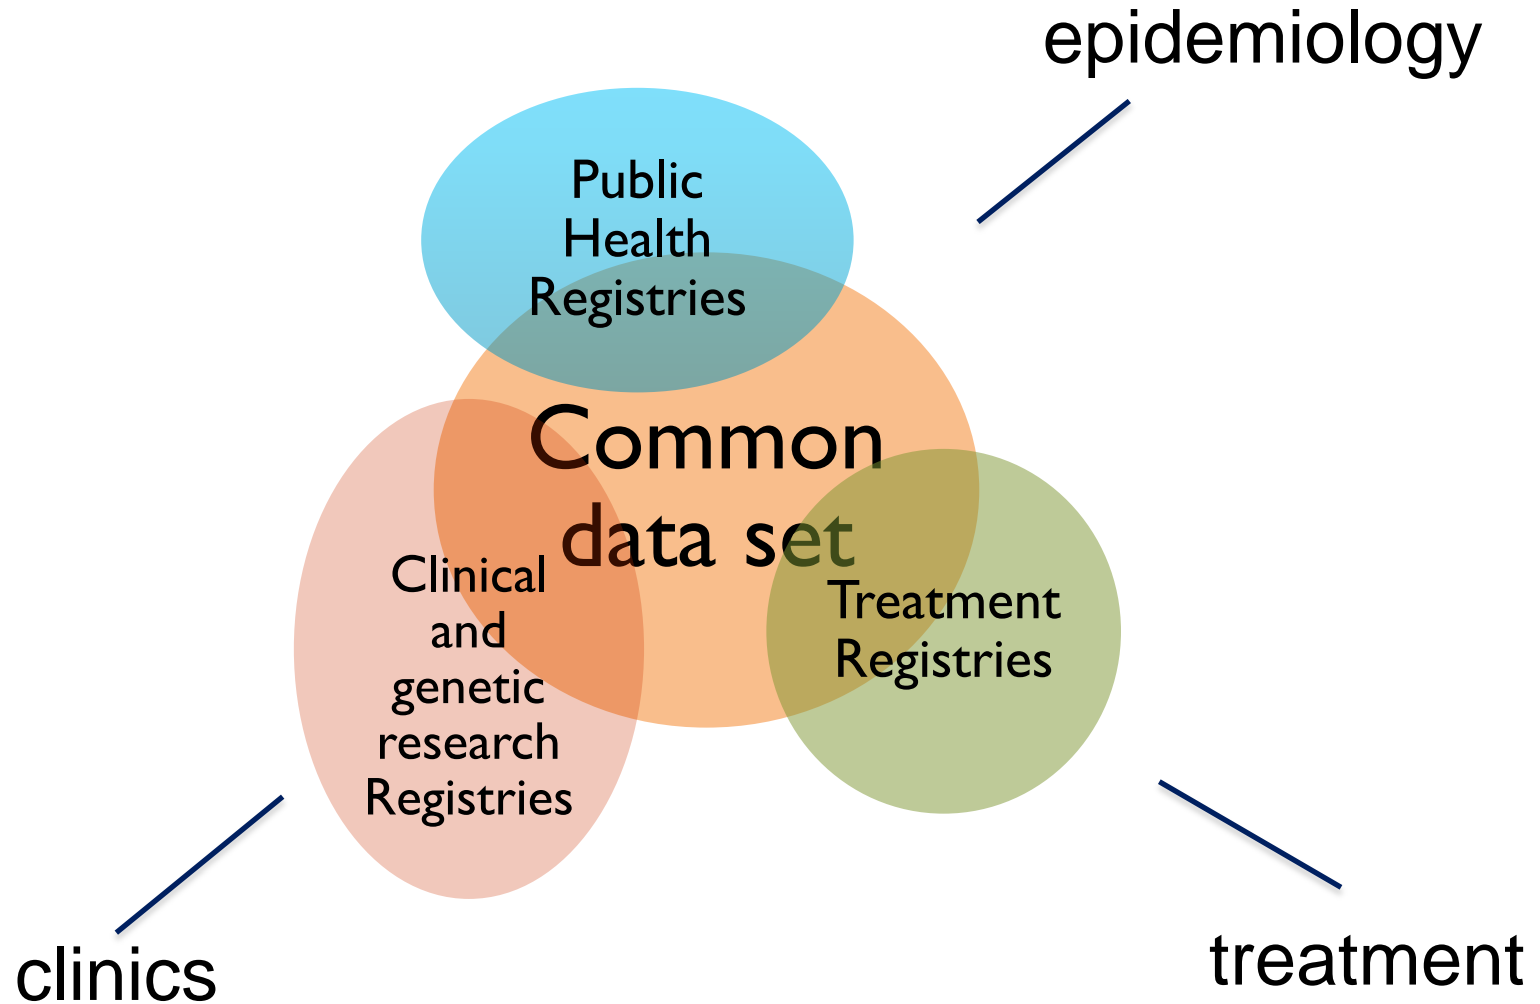 epidemiology
Public
Health
Registries
Common
data set
Clinical
and
genetic
research
Registries
Treatment
Registries
clinics
treatment